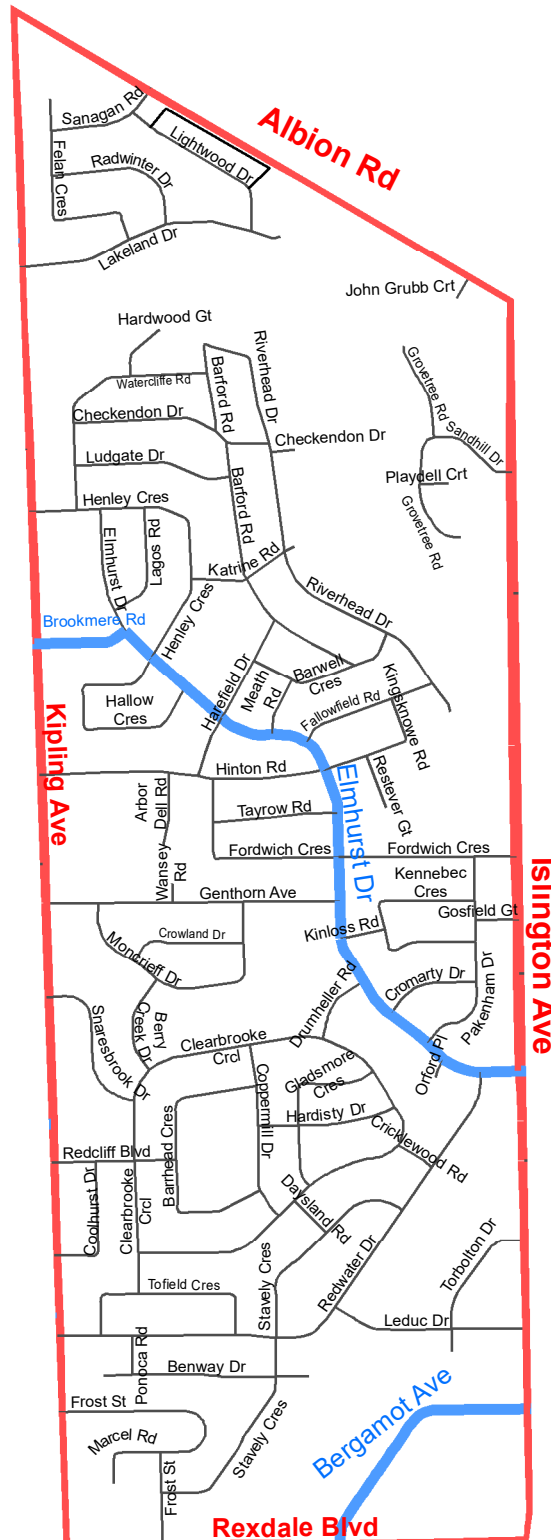 Albion Rd
Sanagan Rd
Lightwood Dr
Felan Cres
Radwinter Dr
Lakeland Dr
John Grubb Crt
Hardwood Gt
Riverhead Dr
Watercliffe Rd
Barford Rd
Grovetree Rd
Sandhill Dr
Checkendon Dr
Checkendon Dr
Ludgate Dr
Playdell Crt
Barford Rd
Henley Cres
Grovetree Rd
Elmhurst Dr
Lagos Rd
Katrine Rd
Riverhead Dr
Brookmere Rd
Henley Cres
Harefield Dr
Barwell
Cres
Meath
Rd
Kingsknowe Rd
Hallow
Cres
Fallowfield Rd
Kipling Ave
Hinton Rd
Restever Gt
Arbor
Dell Rd
Tayrow Rd
Elmhurst Dr
Fordwich Cres
Fordwich Cres
Wansey
Rd
Kennebec
Cres
Islington Ave
Genthorn Ave
Gosfield Gt
Kinloss Rd
Crowland Dr
Moncrieff Dr
Drumheller Rd
Cromarty Dr
Pakenham Dr
Snaresbrook Dr
Berry
Creek Dr
Clearbrooke
Crcl
Orford Pl
Gladsmore
Cres
Coppermill Dr
Hardisty Dr
Barrhead Cres
Cricklewood Rd
Redcliff Blvd
Coolhurst Dr
Clearbrooke
Crcl
Daysland Rd
Redwater Dr
Torbolton Dr
Tofield Cres
Stavely Cres
Leduc Dr
Ponoca Rd
Benway Dr
Bergamot Ave
Frost St
Marcel Rd
Stavely Cres
Frost St
Rexdale Blvd